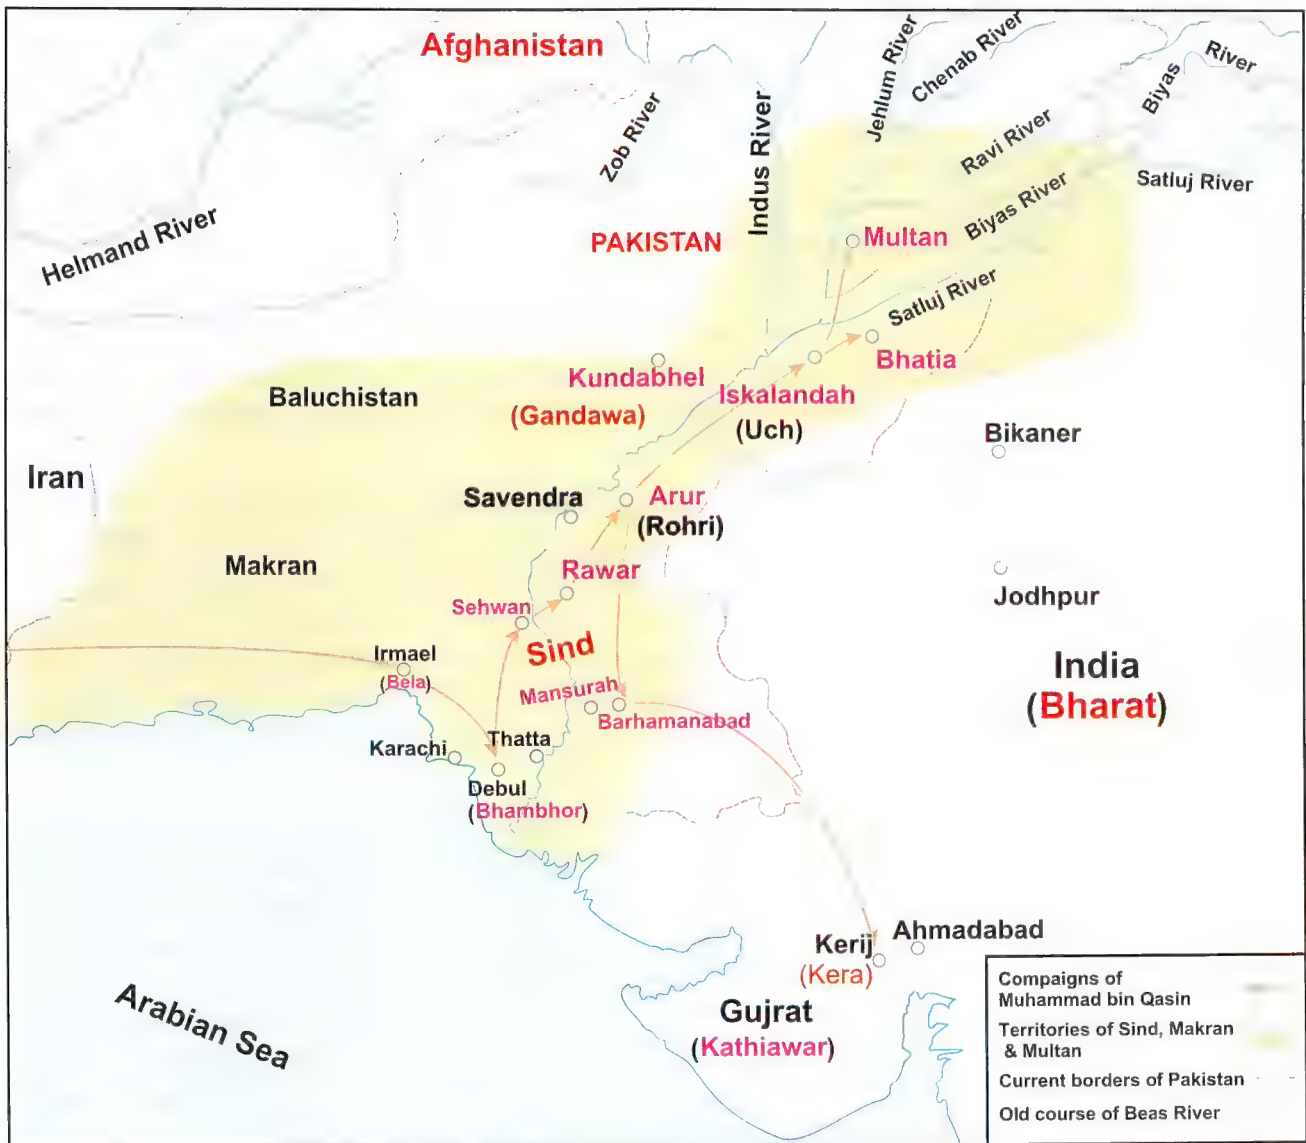 Afghanistan
Zob River
Indus River
Jehlum River
Chenab River
Biyas
River
Ravi River
Biyas River
Satluj River
Helmand River
PAKISTAN
Multan
Satluj River
Bhatia
Kundabhel
(Gandawa)
Iskalandah
(Uch)
Baluchistan
Bikaner
Iran
Savendra
Arur
(Rohri)
Makran
Rawar
Jodhpur
Sehwan
Sind
Irmael
(Bela)
India
(Bharat)
Mansurah
Barhamanabad
Karachi
Thatta
Debul
(Bhambhor)
Kerij
(Kera)
Ahmadabad
Arabian Sea
Gujrat
(Kathiawar)
Compaigns of
Muhammad bin Qasin
Territories of Sind, Makran
& Multan
Current borders of Pakistan
Old course of Beas River